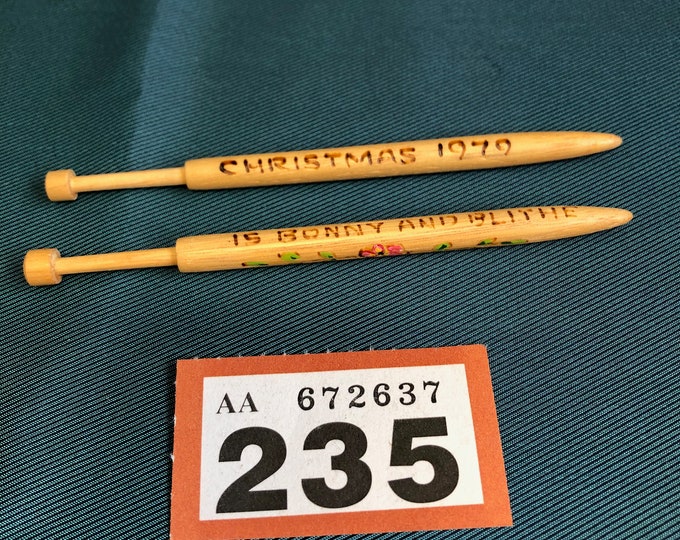 CHRISTMAS 1979
IS BONNY AND BLITHE
AA 672637
235